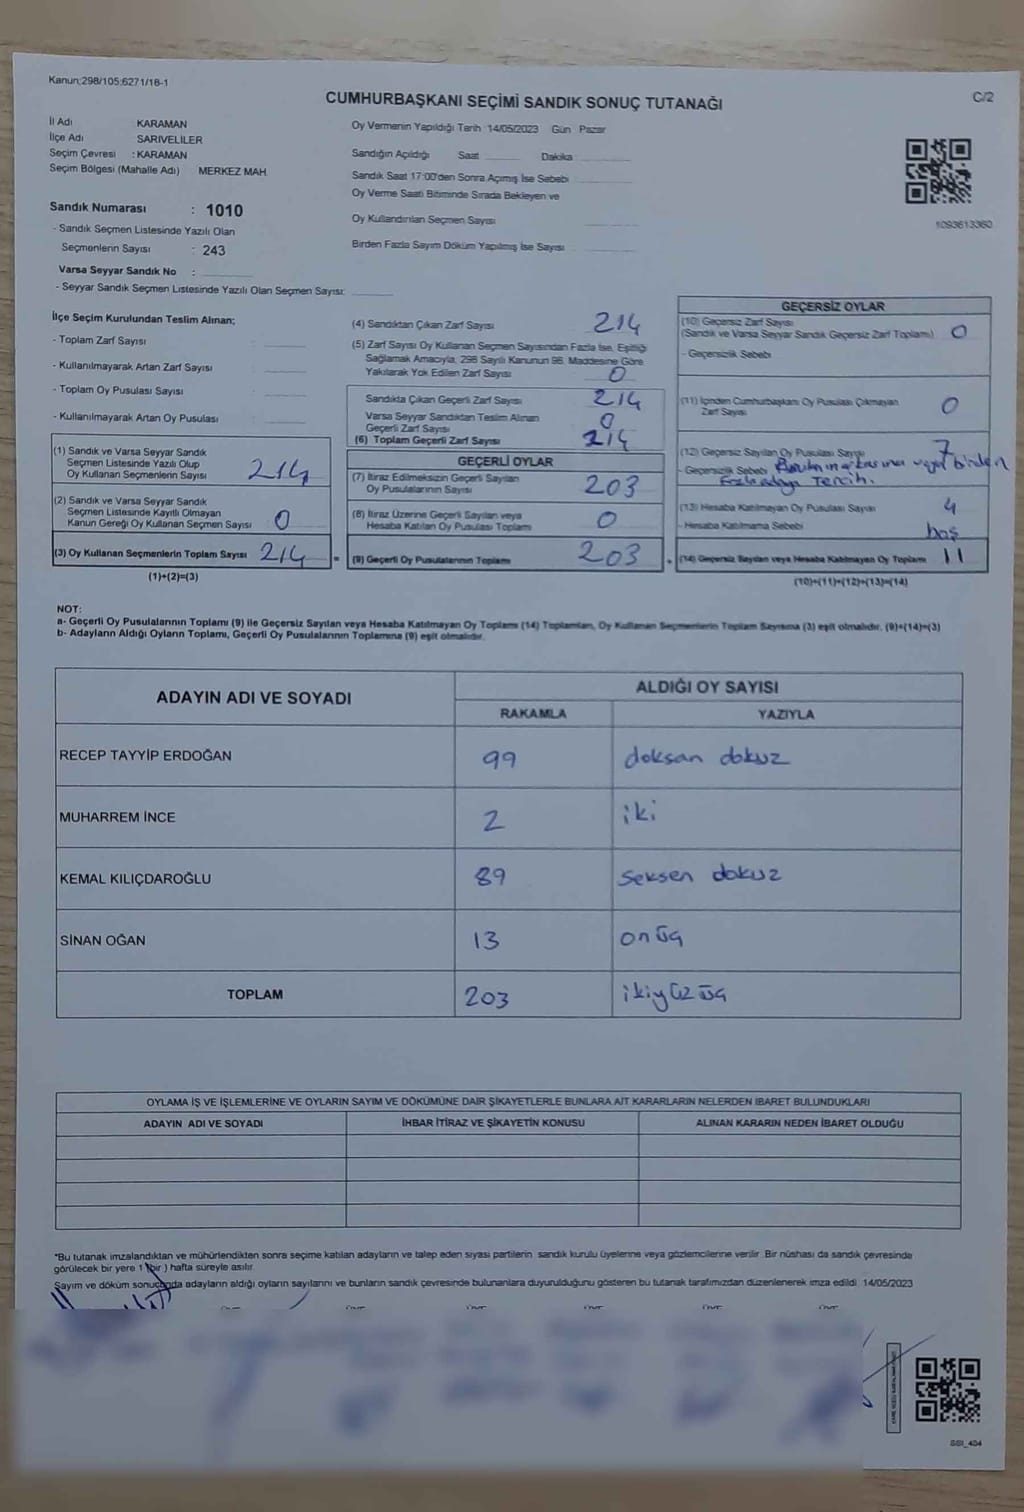 Kanun;298/105;6271/18-1
CUMHURBAŞKANI SEÇİMİ SANDIK SONUÇ TUTANAĞI
C/2
İl Adı KARAMAN
İlçe Adı SARIVELİLER
Seçim Çevresi : KARAMAN
Seçim Bölgesi (Mahalle Adı) MERKEZ MAH
Sandık Numarası : 1010
- Sandık Seçmen Listesinde Yazılı Olan
Seçmenlerin Sayısı : 243
Varsa Seyyar Sandık No :
- Seyyar Sandık Seçmen Listesinde Yazılı Olan Seçmen Sayısı:
Oy Vermenin Yapıldığı Tarih 14/05/2023 Gün Pazar
Sandığın Açıldığı Saat Dakika
Sandık Saat 17:00'den Sonra Açımış İse Sebebi
Oy Verme Saati Bitiminde Sırada Bekleyen ve
Oy Kullandırılan Seçmen Sayısı
Birden Fazla Sayım Döküm Yapılmış İse Sayısı
1093613360
İlçe Seçim Kurulundan Teslim Alınan;
- Toplam Zarf Sayısı :
- Kullanılmayarak Artan Zarf Sayısı :
- Toplam Oy Pusulası Sayısı :
- Kullanılmayarak Artan Oy Pusulası :
(1) Sandık ve Varsa Seyyar Sandık
Seçmen Listesinde Yazılı Olup
Oy Kullanan Seçmenlerin Sayısı 214
(2) Sandık ve Varsa Seyyar Sandık
Seçmen Listesinde Kayıtlı Olmayan
Kanun Gereği Oy Kullanan Seçmen Sayısı 0
(3) Oy Kullanan Seçmenlerin Toplam Sayısı 214
(1)+(2)=(3)
(4) Sandıktan Çıkan Zarf Sayısı 214
(5) Zarf Sayısı Oy Kullanan Seçmen Sayısından Fazla İse, Eşitliği
Sağlamak Amacıyla, 298 Sayılı Kanunun 98. Maddesine Göre
Yakılarak Yok Edilen Zarf Sayısı 0
Sandıkta Çıkan Geçerli Zarf Sayısı 214
Varsa Seyyar Sandıktan Teslim Alınan
Geçerli Zarf Sayısı 0
(6) Toplam Geçerli Zarf Sayısı 214
GEÇERLİ OYLAR
(7) İtiraz Edilmeksizin Geçerli Sayılan
Oy Pusulalarının Sayısı 203
(8) İtiraz Üzerine Geçerli Sayılan veya
Hesaba Katılan Oy Pusulası Toplamı 0
= (9) Geçerli Oy Pusulalarının Toplamı 203
GEÇERSİZ OYLAR
(10) Geçersiz Zarf Sayısı
(Sandık ve Varsa Seyyar Sandık Geçersiz Zarf Toplamı) 0
- Geçersizlik Sebebi
(11) İçinden Cumhurbaşkanı Oy Pusulası Çıkmayan
Zarf Sayısı 0
(12) Geçersiz Sayılan Oy Pusulası Sayısı 7
- Geçersizlik Sebebi veya birden
Fazla adaya Tercih.
(13) Hesaba Katılmayan Oy Pusulası Sayısı 4
- Hesaba Katılmama Sebebi boş
+ (14) Geçersiz Sayılan veya Hesaba Katılmayan Oy Toplamı 11
(10)+(11)+(12)+(13)=(14)
NOT:
a- Geçerli Oy Pusulalarının Toplamı (9) ile Geçersiz Sayılan veya Hesaba Katılmayan Oy Toplamı (14) Toplamları, Oy Kullanan Seçmenlerin Toplam Sayısına (3) eşit olmalıdır. (9)+(14)=(3)
b- Adayların Aldığı Oyların Toplamı, Geçerli Oy Pusulalarının Toplamına (9) eşit olmalıdır.
ADAYIN ADI VE SOYADI ALDIĞI OY SAYISI
RAKAMLA YAZIYLA
RECEP TAYYİP ERDOĞAN 99 doksan dokuz
MUHARREM İNCE 2 iki
KEMAL KILIÇDAROĞLU 89 seksen dokuz
SİNAN OĞAN 13 onüç
TOPLAM 203 ikiyüzüç
OYLAMA İŞ VE İŞLEMLERİNE VE OYLARIN SAYIM VE DÖKÜMÜNE DAİR ŞİKAYETLERLE BUNLARA AİT KARARLARIN NELERDEN İBARET BULUNDUKLARI
ADAYIN ADI VE SOYADI İHBAR İTİRAZ VE ŞİKAYETİN KONUSU ALINAN KARARIN NEDEN İBARET OLDUĞU
*Bu tutanak imzalandıktan ve mühürlendikten sonra seçime katılan adayların ve talep eden siyasi partilerin sandık kurulu üyelerine veya gözlemcilerine verilir. Bir nüshası da sandık çevresinde
görülecek bir yere 1 (bir) hafta süreyle asılır.
Sayım ve döküm sonucunda adayların aldığı oyların sayılarını ve bunların sandık çevresinde bulunanlara duyurulduğunu gösteren bu tutanak tarafımızdan düzenlenerek imza edildi. 14/05/2023
SSI_404